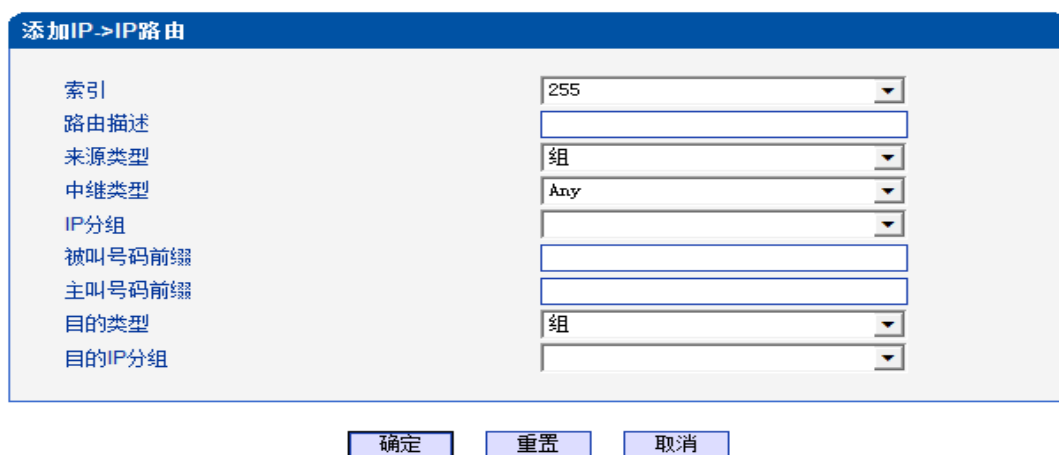 添加IP->IP路由
索引 255
路由描述
来源类型 组
中继类型 Any
IP分组
被叫号码前缀
主叫号码前缀
目的类型 组
目的IP分组
确定 重置 取消